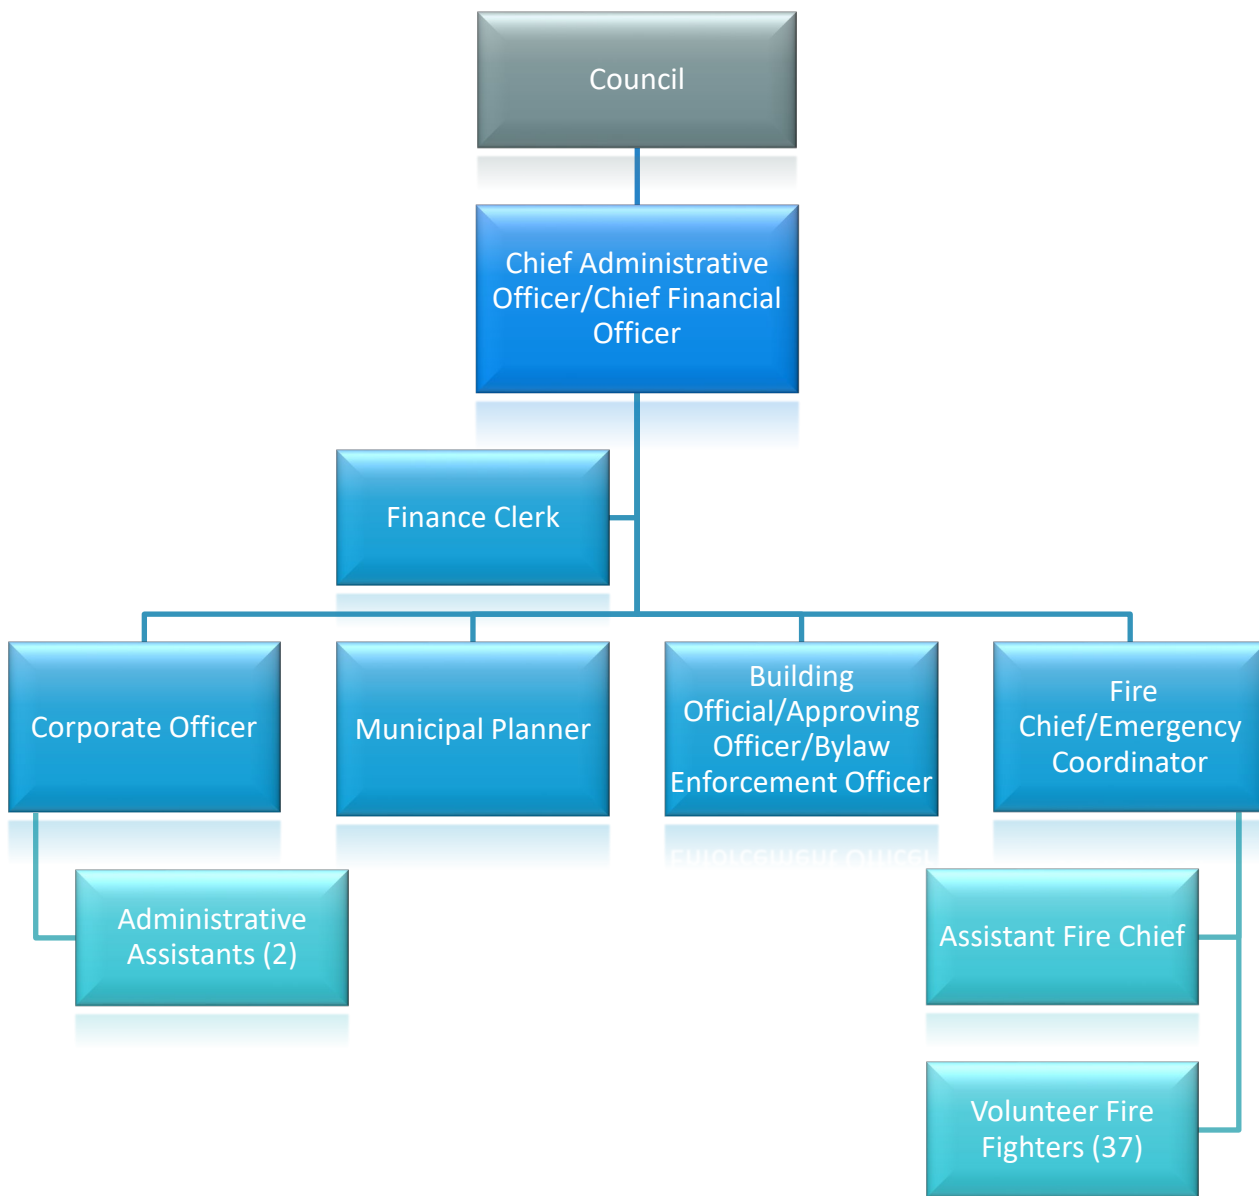 Council
Chief Administrative
Officer/Chief Financial
Officer
Finance Clerk
Corporate Officer
Municipal Planner
Building
Official/Approving
Officer/Bylaw
Enforcement Officer
Fire
Chief/Emergency
Coordinator
Administrative
Assistants (2)
Assistant Fire Chief
Volunteer Fire
Fighters (37)